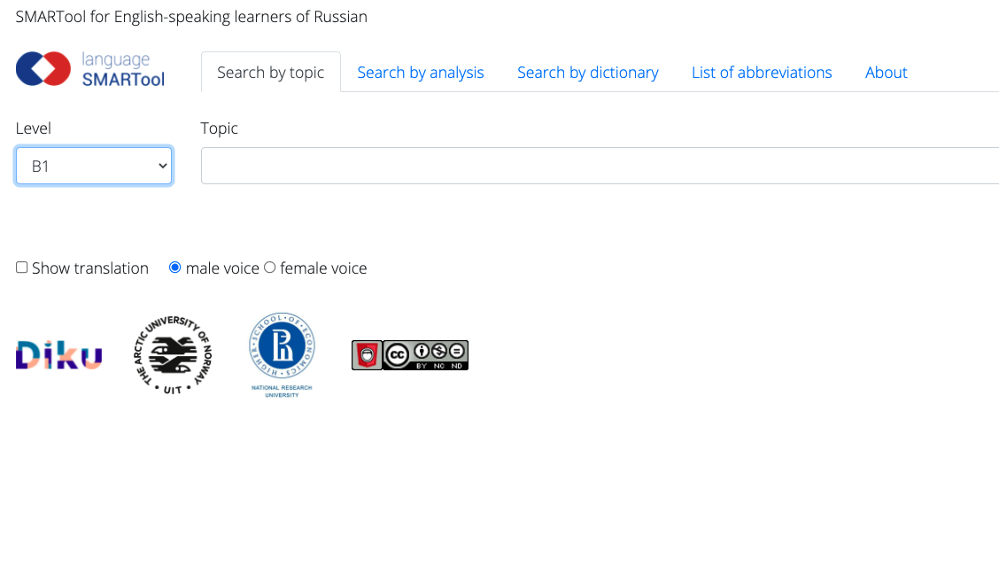 SMARTool for English-speaking learners of Russian
language
SMARTool
Search by topic
Search by analysis
Search by dictionary
List of abbreviations
About
Level
Topic
B1
Show translation
male voice
female voice
Diku
THE ARCTIC UNIVERSITY OF NORWAY
UIT
HIGHER SCHOOL OF ECONOMICS
NATIONAL RESEARCH
UNIVERSITY
CC
BY NC ND